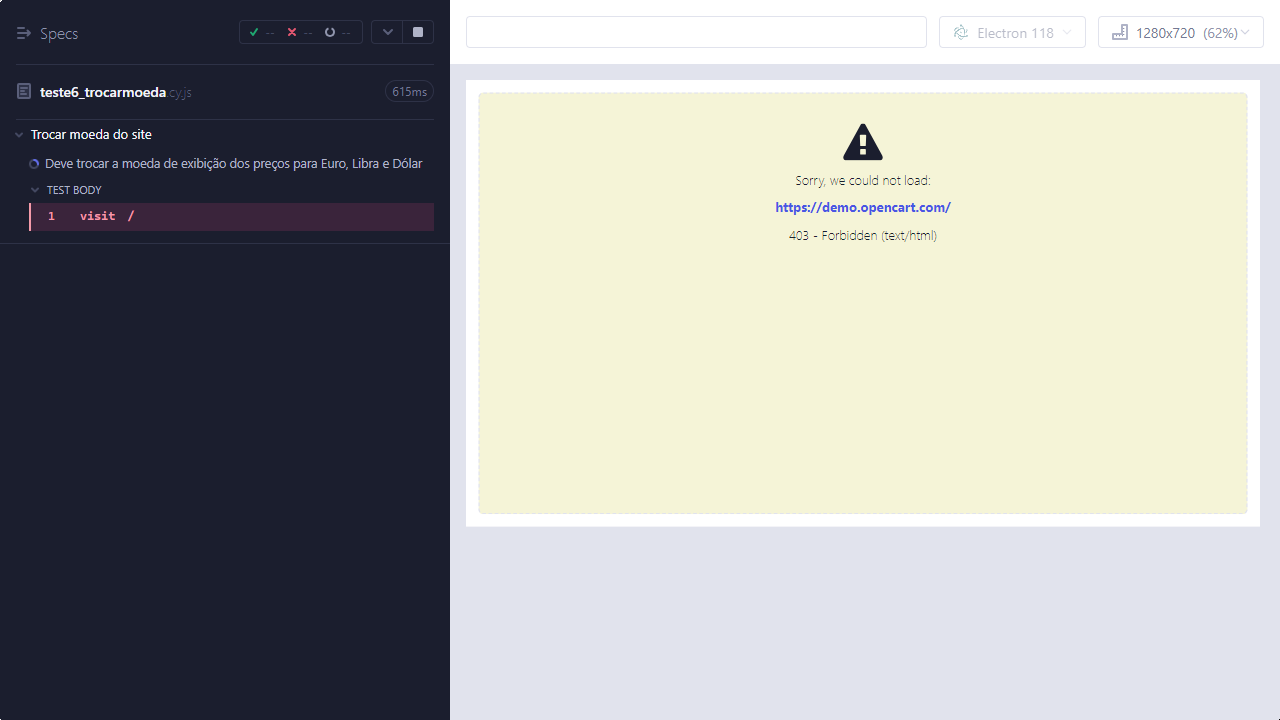 Specs
--
--
--
Electron 118
1280x720 (62%)
teste6_trocarmoeda.cy.js
615ms
Trocar moeda do site
Deve trocar a moeda de exibição dos preços para Euro, Libra e Dólar
TEST BODY
1 visit /
Sorry, we could not load:
https://demo.opencart.com/
403 - Forbidden (text/html)